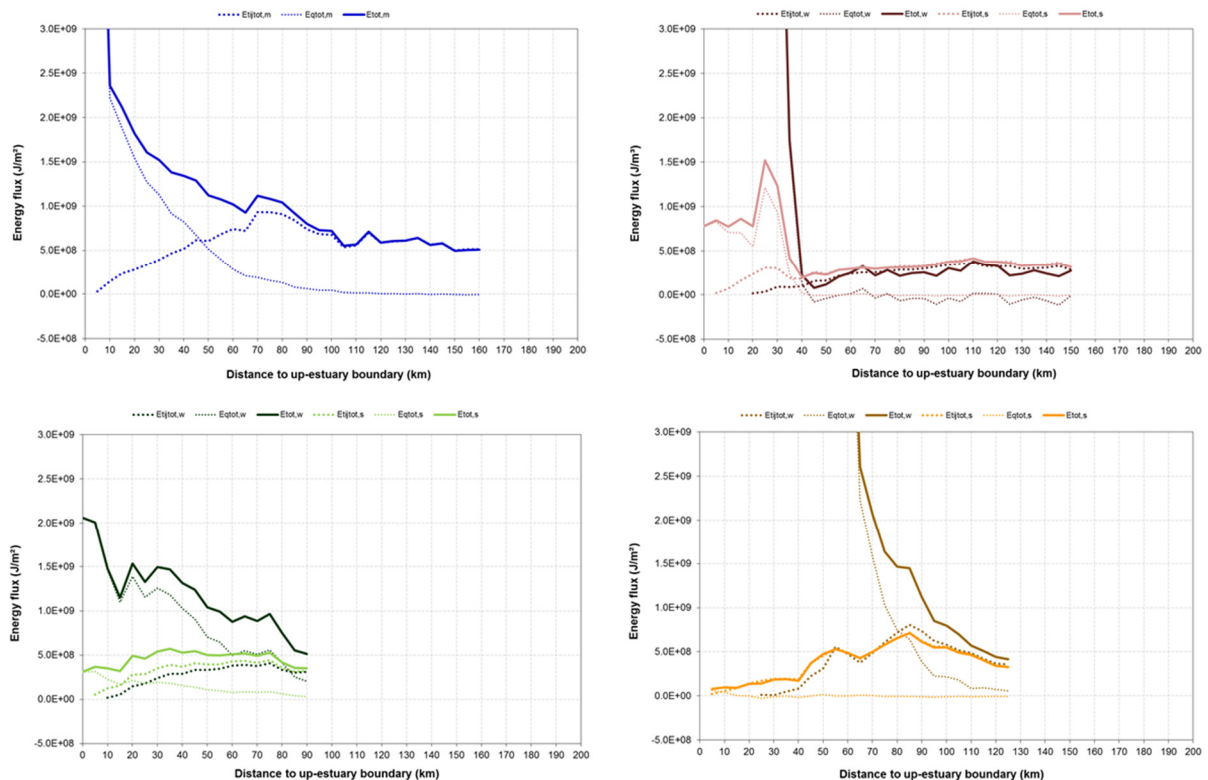 Etijtot,m Eqtot,m Etot,m
3.0E+09
2.5E+09
2.0E+09
1.5E+09
1.0E+09
5.0E+08
0.0E+00
-5.0E+08
Energy flux (J/m²)
0 10 20 30 40 50 60 70 80 90 100 110 120 130 140 150 160 170 180 190 200
Distance to up-estuary boundary (km)
Etijtot,w Eqtot,w Etot,w Etijtot,s Eqtot,s Etot,s
3.0E+09
2.5E+09
2.0E+09
1.5E+09
1.0E+09
5.0E+08
0.0E+00
-5.0E+08
Energy flux (J/m²)
0 10 20 30 40 50 60 70 80 90 100 110 120 130 140 150 160 170 180 190 200
Distance to up-estuary boundary (km)
Etijtot,w Eqtot,w Etot,w Etijtot,s Eqtot,s Etot,s
3.0E+09
2.5E+09
2.0E+09
1.5E+09
1.0E+09
5.0E+08
0.0E+00
-5.0E+08
Energy flux (J/m²)
0 10 20 30 40 50 60 70 80 90 100 110 120 130 140 150 160 170 180 190 200
Distance to up-estuary boundary (km)
Etijtot,w Eqtot,w Etot,w Etijtot,s Eqtot,s Etot,s
3.0E+09
2.5E+09
2.0E+09
1.5E+09
1.0E+09
5.0E+08
0.0E+00
-5.0E+08
Energy flux (J/m²)
0 10 20 30 40 50 60 70 80 90 100 110 120 130 140 150 160 170 180 190 200
Distance to up-estuary boundary (km)